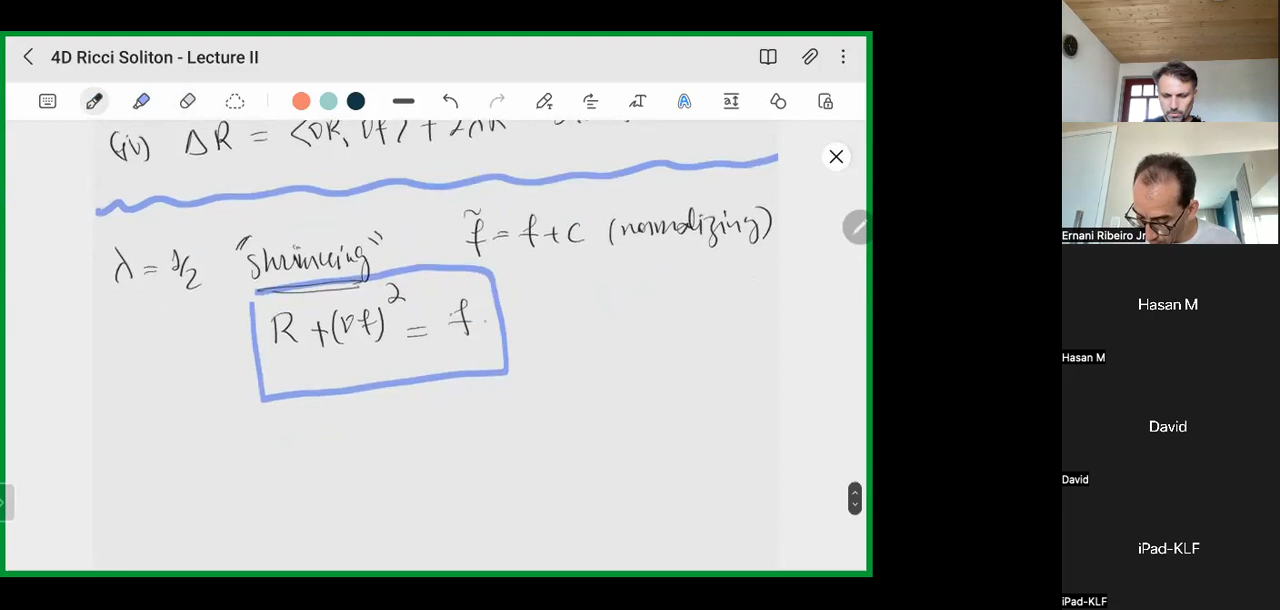 4D Ricci Soliton - Lecture II
(iv) ΔR = <∇R, ∇f> + 2λR
f̃ = f + c (normalizing)
λ = 1/2 "shrincing"
R + |∇f|² = f.
Ernani Ribeiro Jr
Hasan M
Hasan M
David
David
iPad-KLF
iPad-KLF